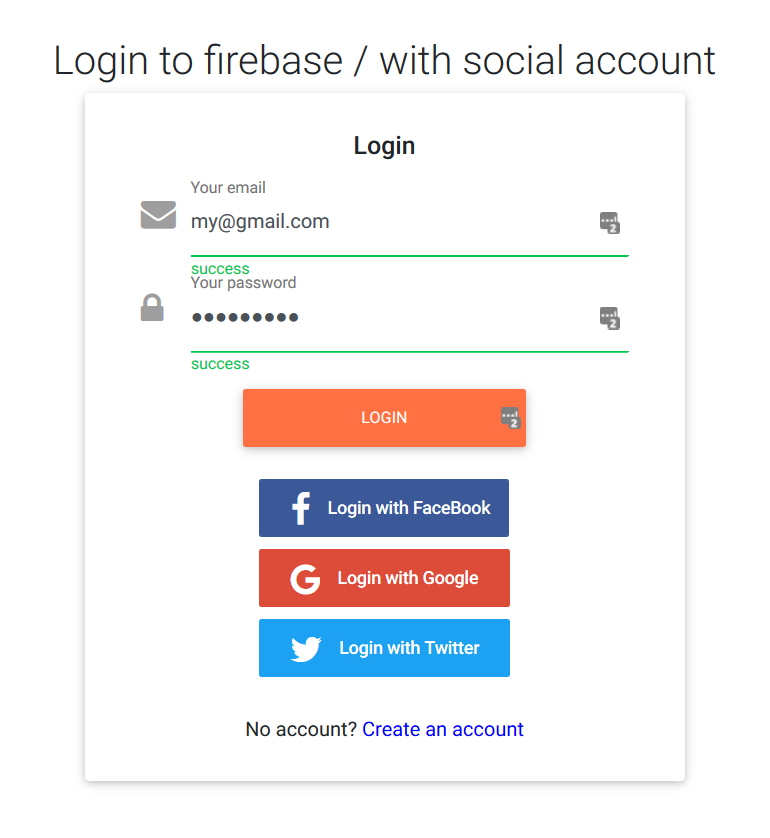 Login to firebase / with social account
Login
Your email
my@gmail.com
success
Your password
•••••••••
success
LOGIN
Login with FaceBook
Login with Google
Login with Twitter
No account? Create an account